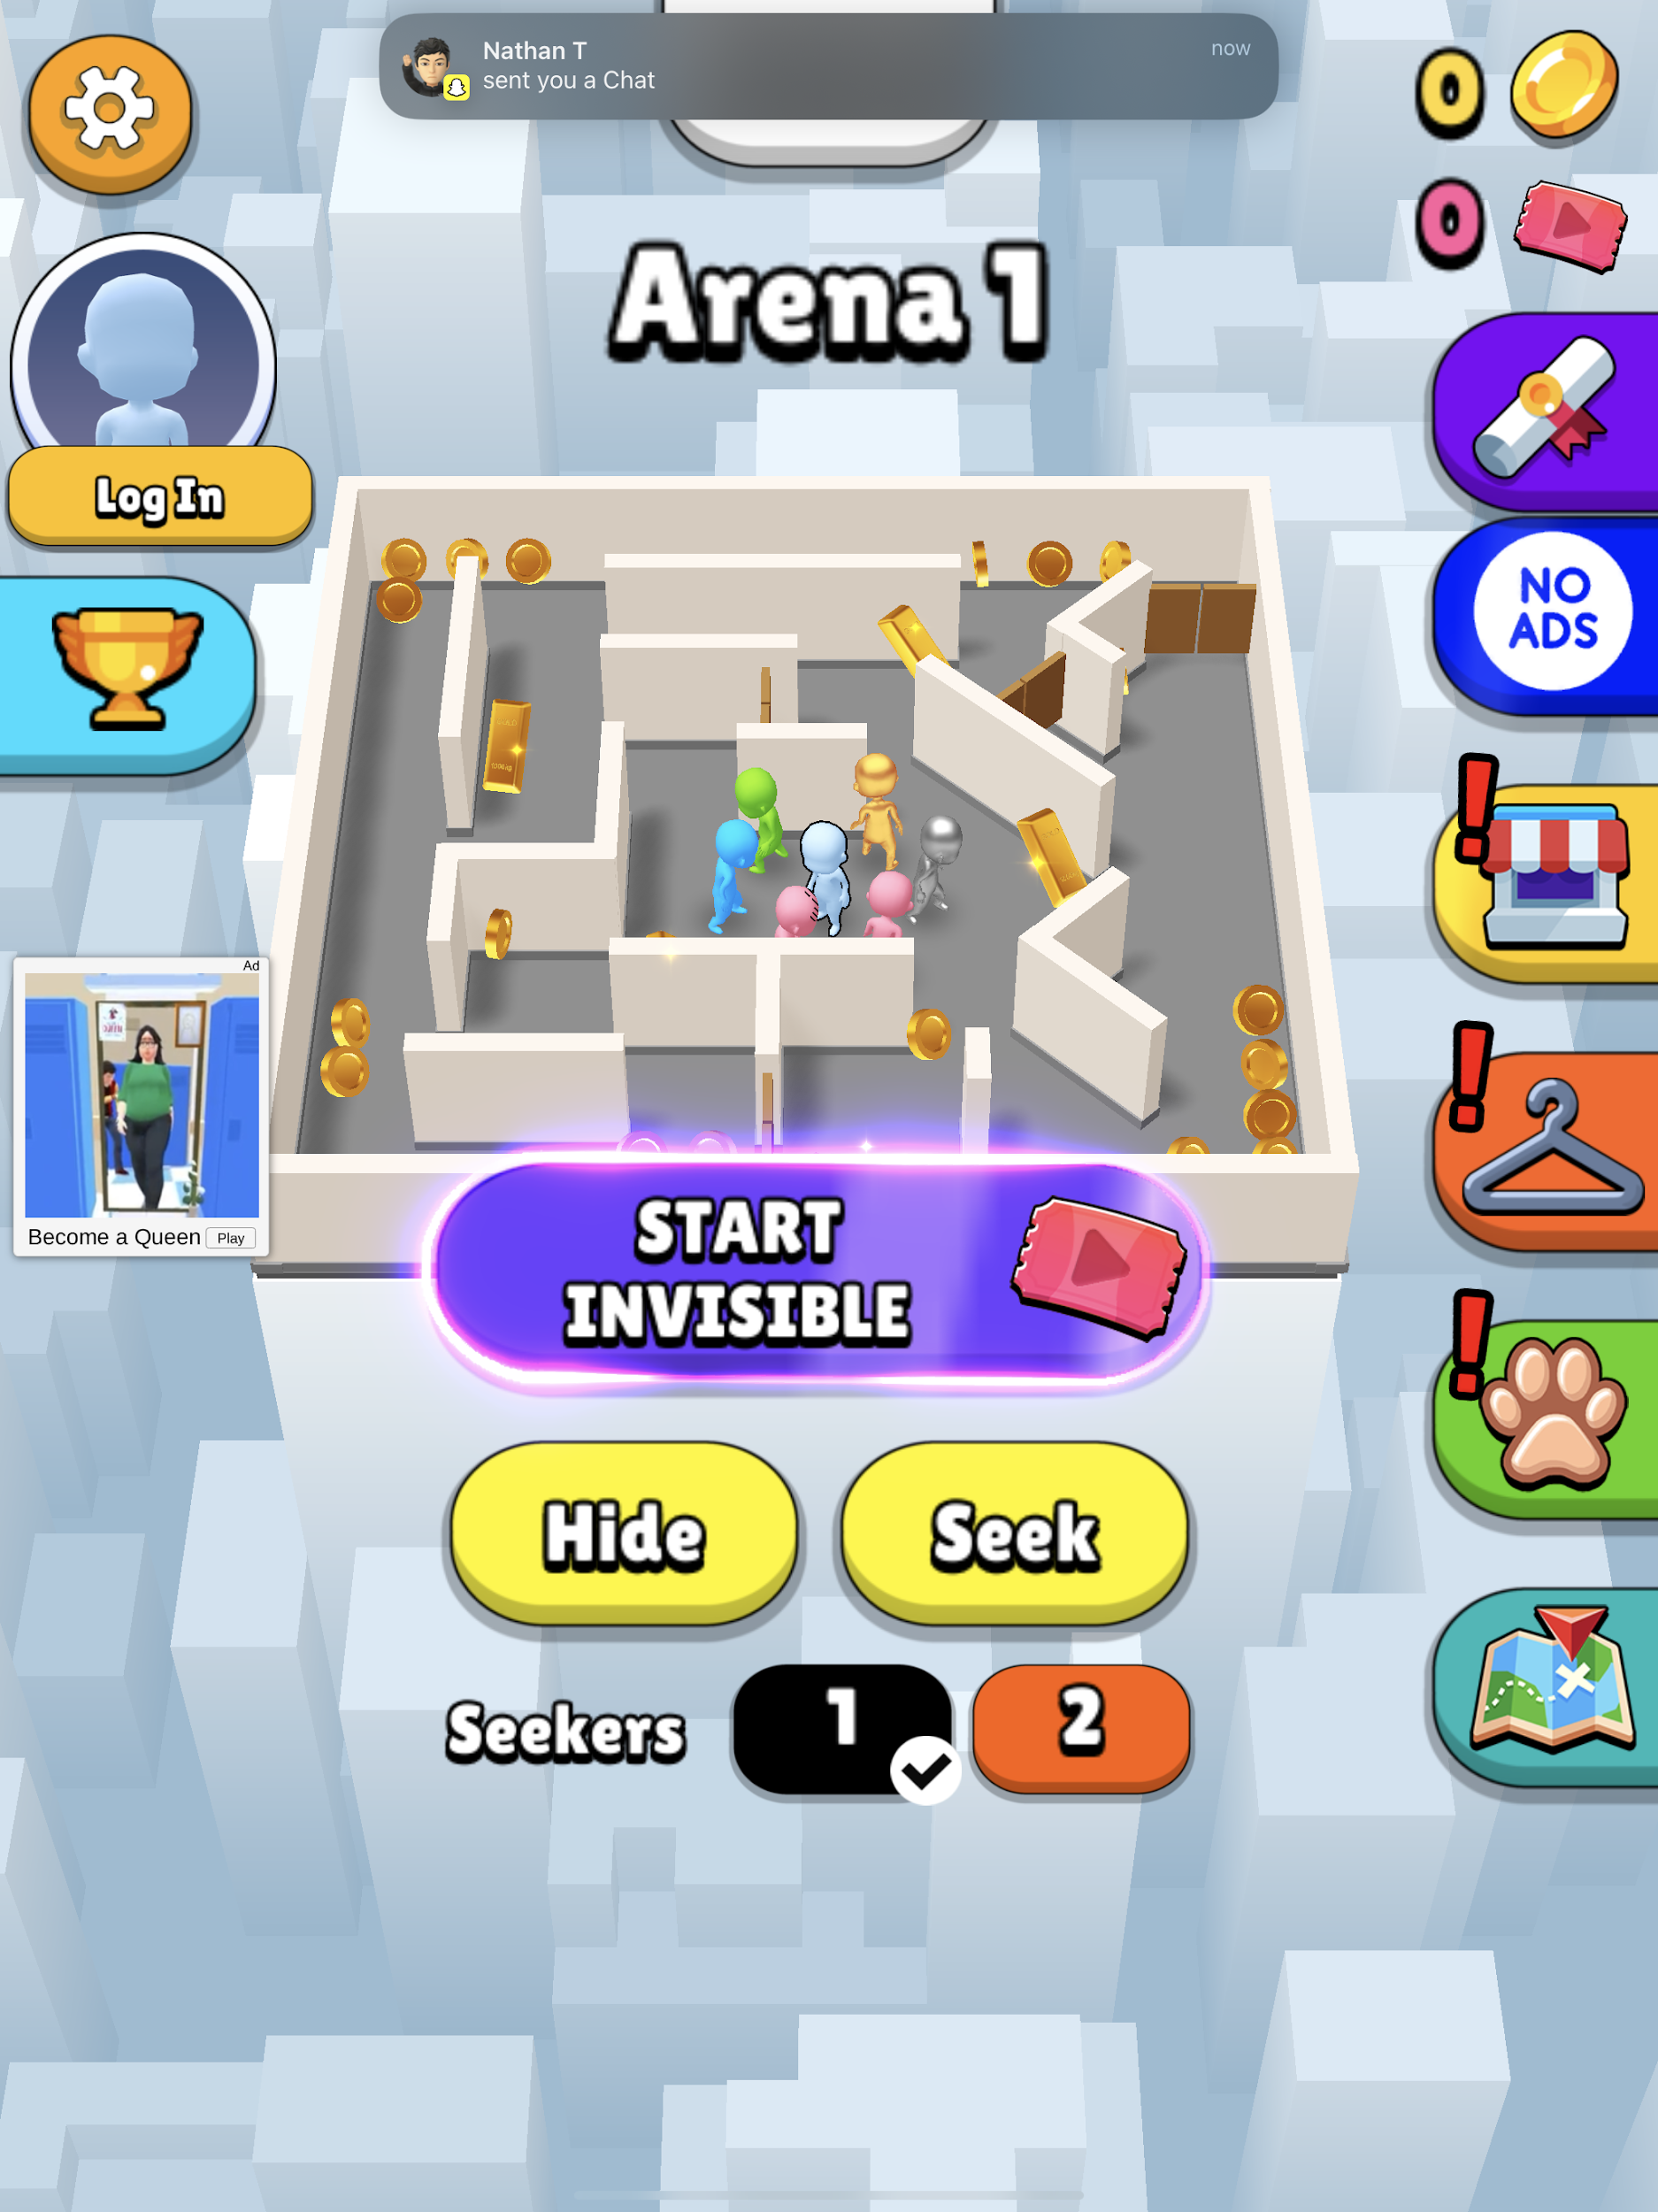 Nathan T
now
sent you a Chat
0
0
Arena 1
Log In
NO
ADS
Ad
Become a Queen
Play
START
INVISIBLE
Hide
Seek
Seekers
1
2